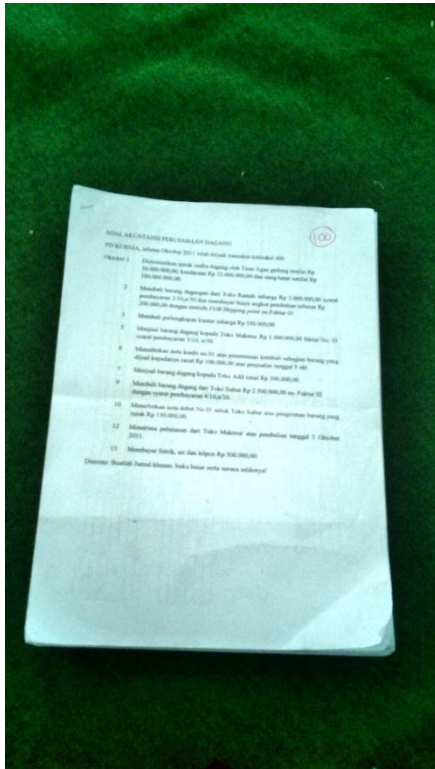 SOAL AKUNTANSI PERUSAHAAN DAGANG
100
PD KURNIA, selama Oktober 2011 telah terjadi transaksi-transaksi sbb:
Oktober 1 Diinvestasikan untuk usaha dagang oleh Tuan Agus gedung senilai Rp
50.000.000,00, kendaraan Rp 25.000.000,00 dan uang tunai senilai Rp
100.000.000,00.
2 Membeli barang dagangan dari Toko Ramah seharga Rp 1.000.000,00 syarat
pembayaran 2/10,n/30 dan membayar biaya angkut pembelian sebesar Rp
200.000,00 dengan metode FOB Shipping point no Faktur 01.
3 Membeli perlengkapan kantor seharga Rp 150.000,00
5 Menjual barang dagang kepada Toko Makmur Rp 1.000.000,00 faktur No. 10
syarat pembayaran 3/10, n/30.
6 Menerbitkan nota kredit no.01 atas penerimaan kembali sebagian barang yang
dijual kepadanya cacat Rp 100.000,00 atas penjualan tanggal 5 okt.
7 Menjual barang dagang kepada Toko Adil tunai Rp 500.000,00.
9 Membeli barang dagang dari Toko Subur Rp 2.500.000,00 no. Faktur 02
dengan syarat pembayaran 4/10,n/30.
10 Menerbitkan nota debet No.01 untuk Toko Subur atas pengiriman barang yang
rusak Rp 150.000,00
12 Menerima pelunasan dari Toko Makmur atas pembelian tanggal 5 Oktober
2011.
15 Membayar listrik, air dan telpon Rp 500.000,00
Diminta: Buatlah Jurnal khusus, buku besar serta neraca saldonya!